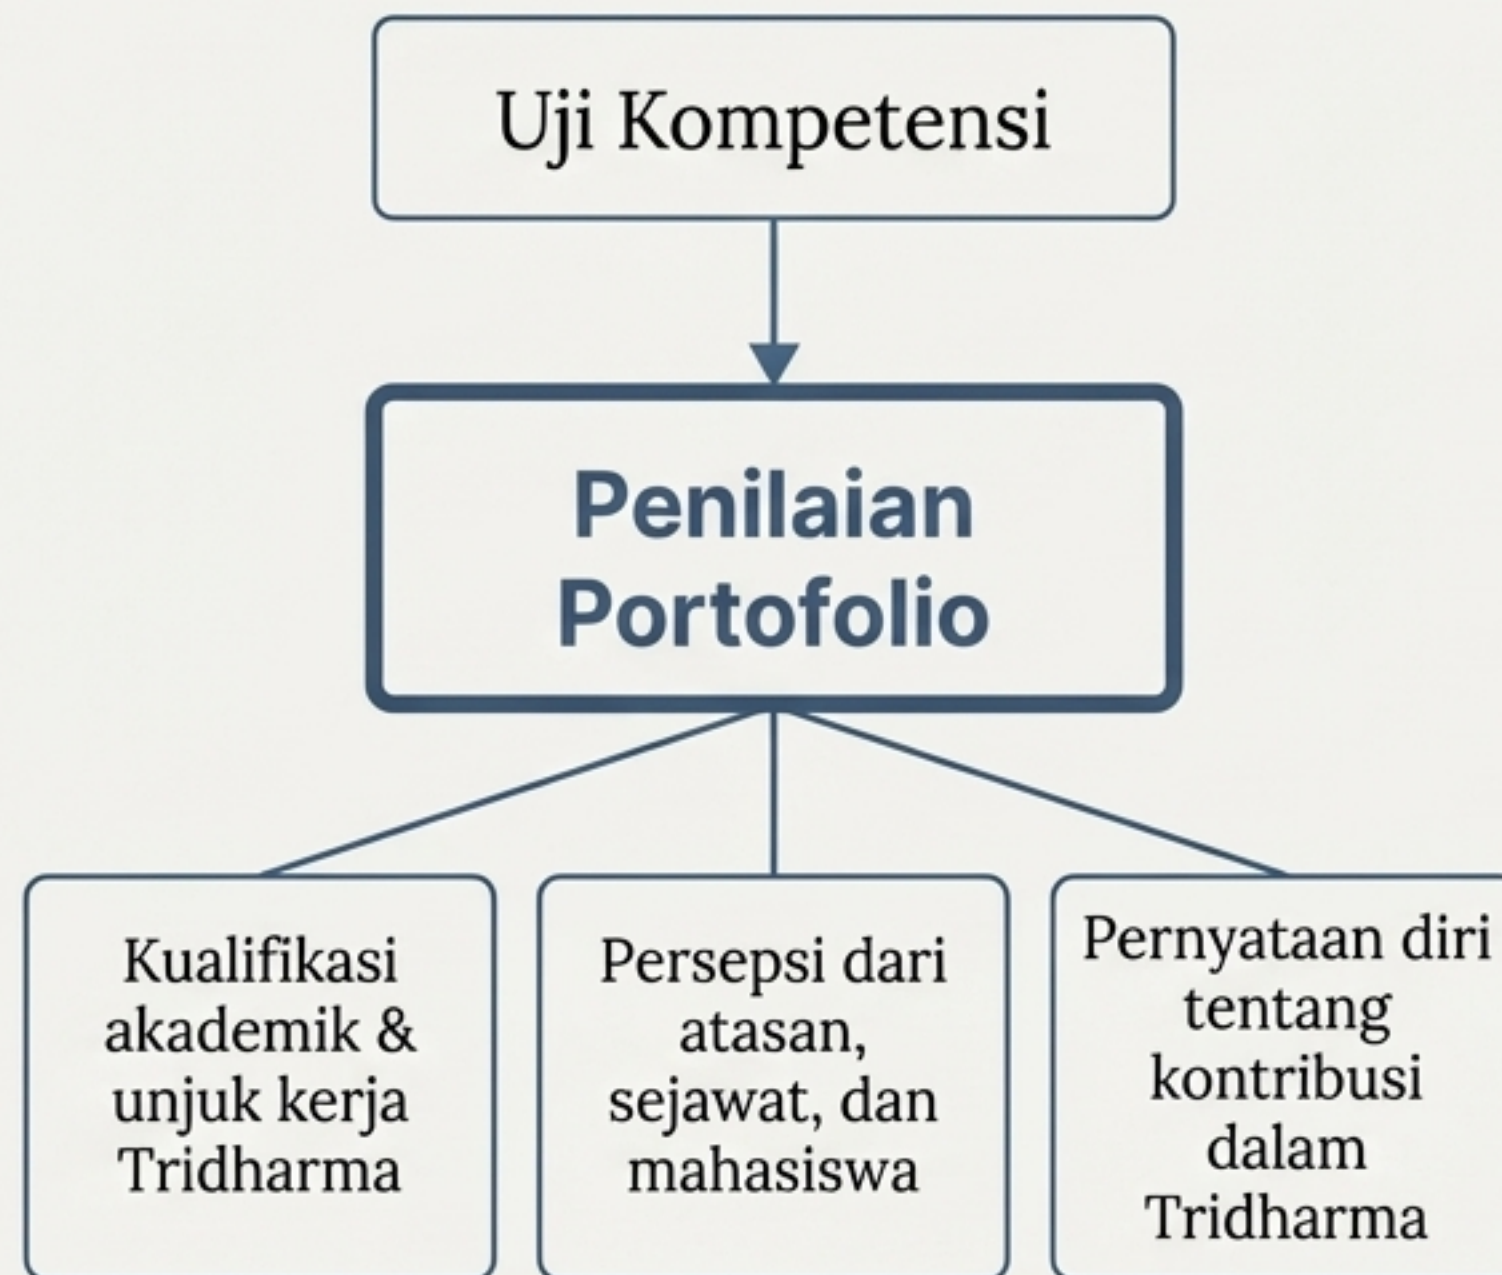 Uji Kompetensi
Penilaian
Portofolio
Kualifikasi
akademik &
unjuk kerja
Tridharma
Persepsi dari
atasan,
sejawat, dan
mahasiswa
Pernyataan diri
tentang
kontribusi
dalam
Tridharma